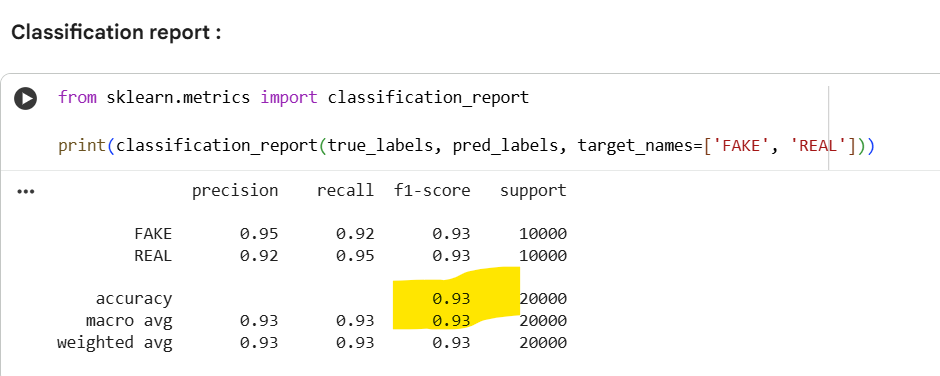 Classification report :
from sklearn.metrics import classification_report
print(classification_report(true_labels, pred_labels, target_names=['FAKE', 'REAL']))
precision recall f1-score support
FAKE 0.95 0.92 0.93 10000
REAL 0.92 0.95 0.93 10000
accuracy 0.93 20000
macro avg 0.93 0.93 0.93 20000
weighted avg 0.93 0.93 0.93 20000